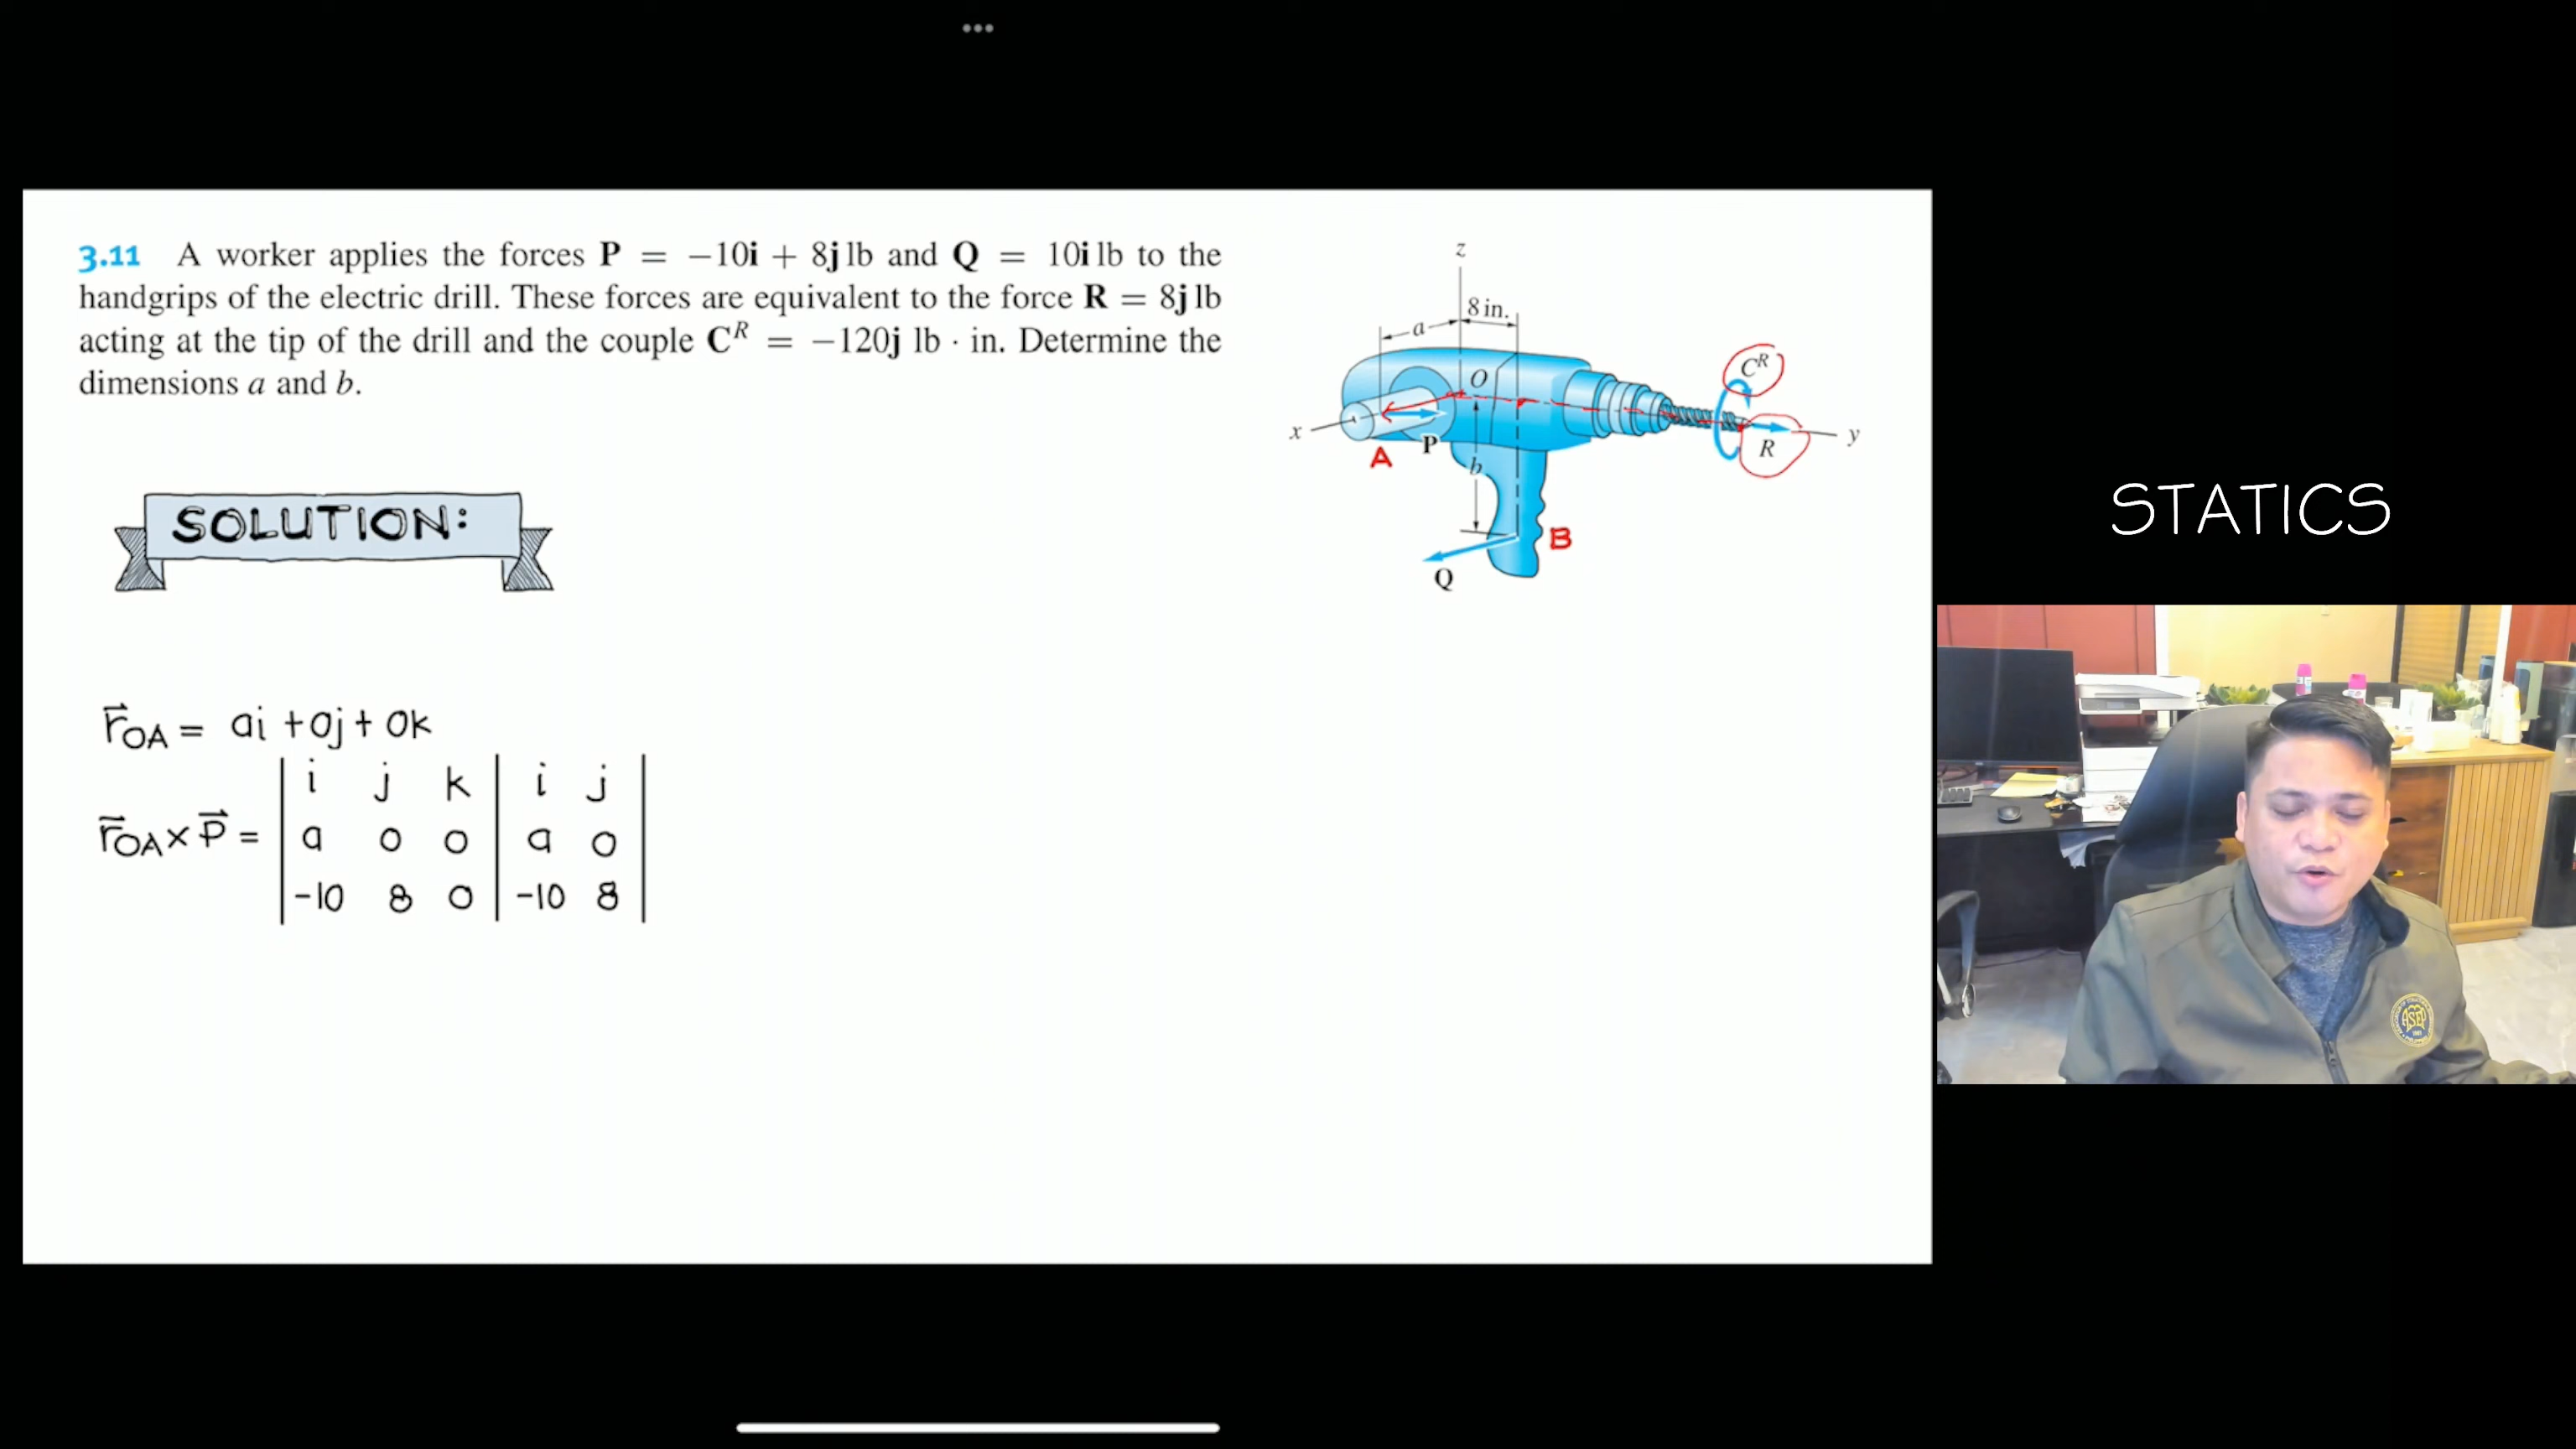 3.11 A worker applies the forces P = −10i + 8j lb and Q = 10i lb to the
handgrips of the electric drill. These forces are equivalent to the force R = 8j lb
acting at the tip of the drill and the couple Cᴿ = −120j lb · in. Determine the
dimensions a and b.
z
8 in.
a
O
Cᴿ
x
P
A
b
R
y
B
Q
SOLUTION:
STATICS
r⃗OA = ai + 0j + 0k
r⃗OA × P⃗ =
i j k i j
a 0 0 a 0
-10 8 0 -10 8
ASEP